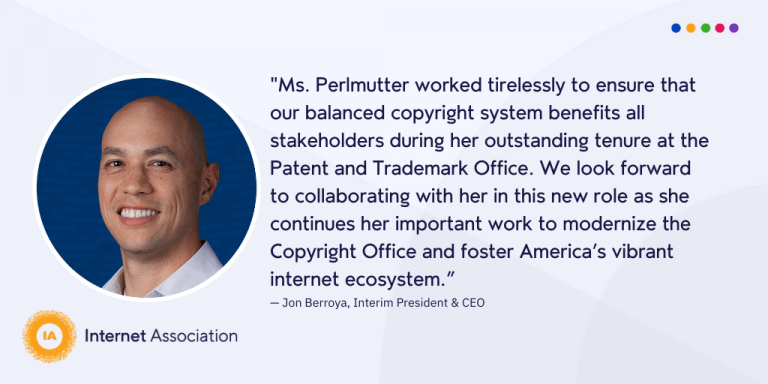 "Ms. Perlmutter worked tirelessly to ensure that
our balanced copyright system benefits all
stakeholders during her outstanding tenure at the
Patent and Trademark Office. We look forward
to collaborating with her in this new role as she
continues her important work to modernize the
Copyright Office and foster America’s vibrant
internet ecosystem.”
— Jon Berroya, Interim President & CEO
IA Internet Association